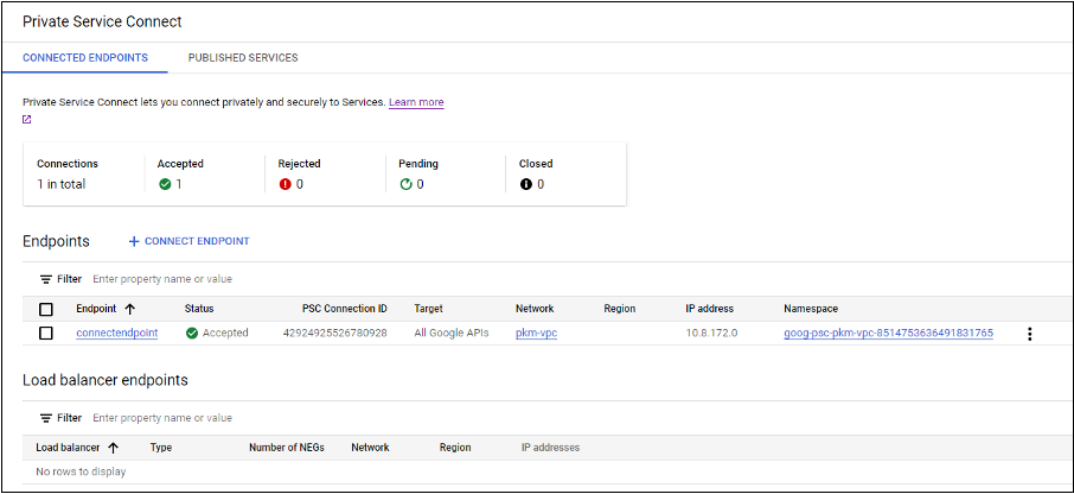 Private Service Connect
CONNECTED ENDPOINTS PUBLISHED SERVICES
Private Service Connect lets you connect privately and securely to Services. Learn more
Connections Accepted Rejected Pending Closed
1 in total 1 0 0 0
Endpoints + CONNECT ENDPOINT
Filter Enter property name or value
Endpoint Status PSC Connection ID Target Network Region IP address Namespace
connectendpoint Accepted 42924925526780928 All Google APIs pkm-vpc 10.8.172.0 goog-psc-pkm-vpc-8514753636491831765
Load balancer endpoints
Filter Enter property name or value
Load balancer Type Number of NEGs Network Region IP addresses
No rows to display